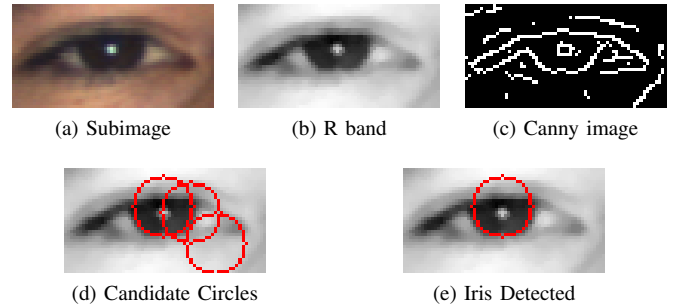 (a) Subimage
(b) R band
(c) Canny image
(d) Candidate Circles
(e) Iris Detected